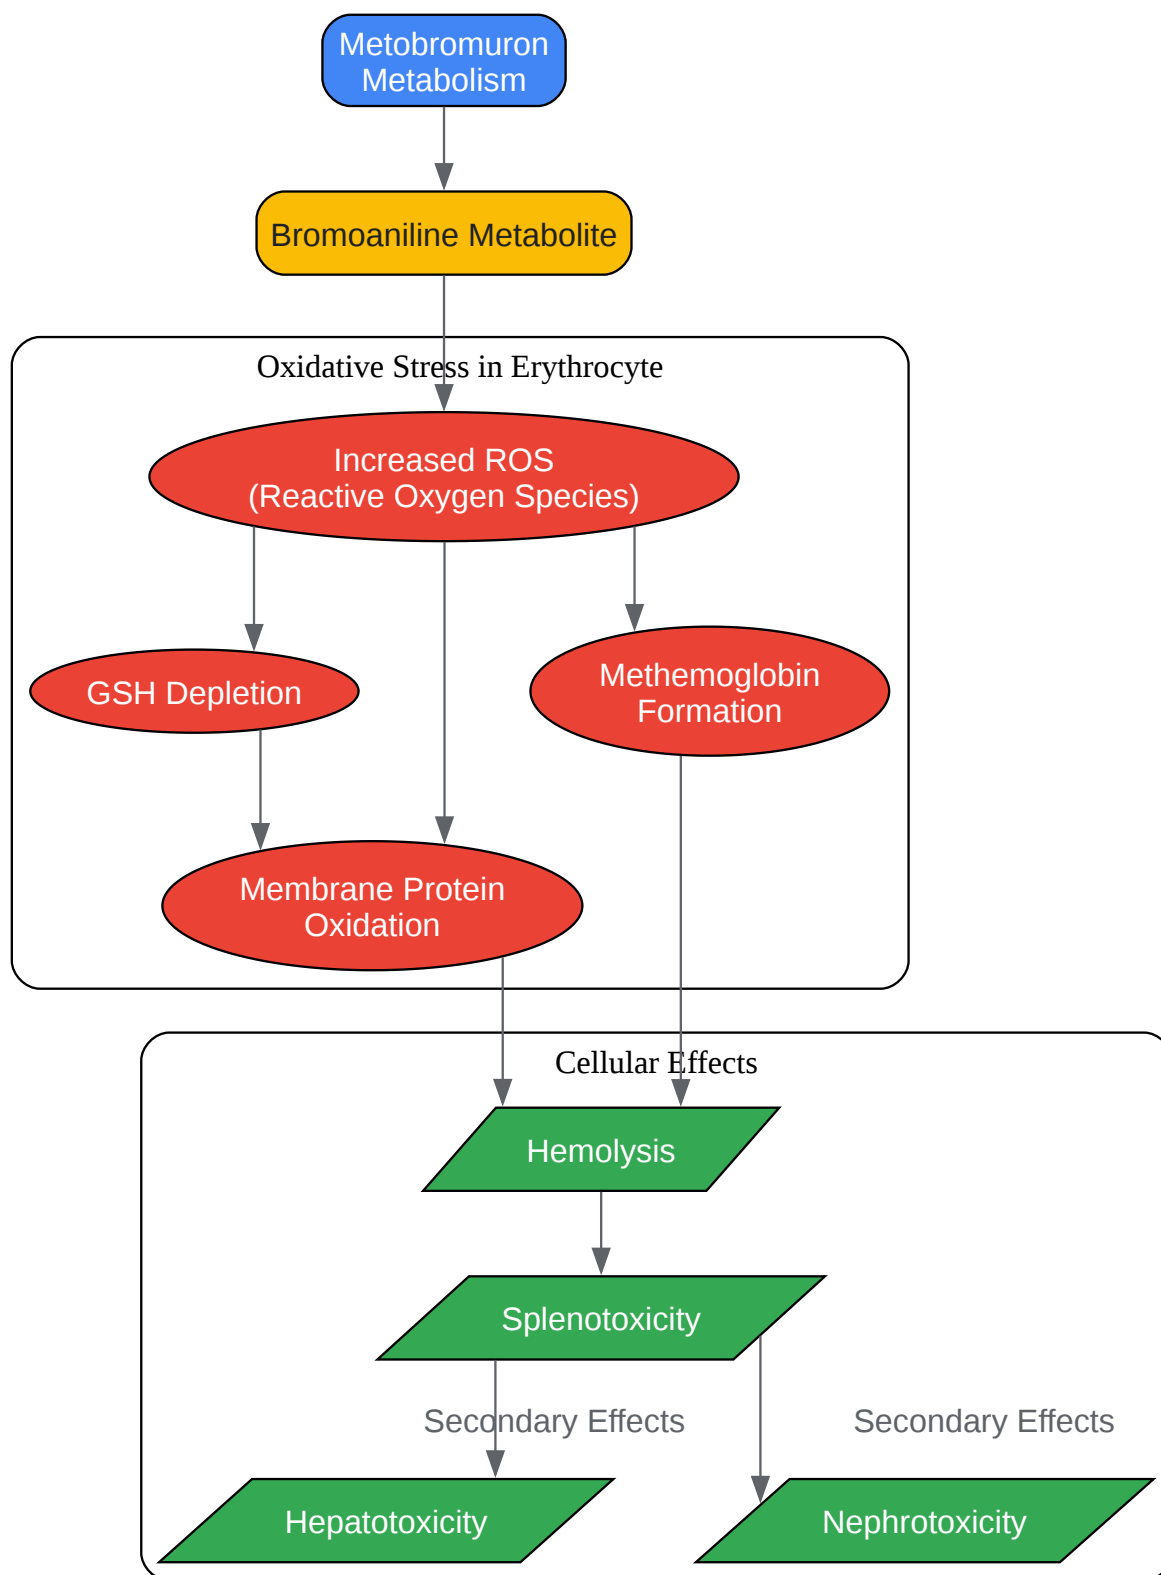 Metobromuron
Metabolism
Bromoaniline Metabolite
Oxidative Stress in Erythrocyte
Increased ROS
(Reactive Oxygen Species)
GSH Depletion
Methemoglobin
Formation
Membrane Protein
Oxidation
Cellular Effects
Hemolysis
Splenotoxicity
Secondary Effects
Secondary Effects
Hepatotoxicity
Nephrotoxicity